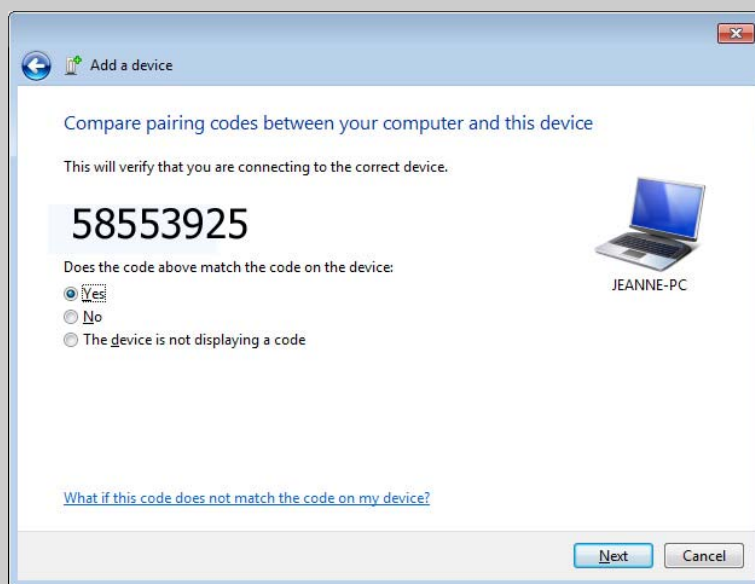 Add a device
Compare pairing codes between your computer and this device
This will verify that you are connecting to the correct device.
58553925
JEANNE-PC
Does the code above match the code on the device:
Yes
No
The device is not displaying a code
What if this code does not match the code on my device?
Next Cancel